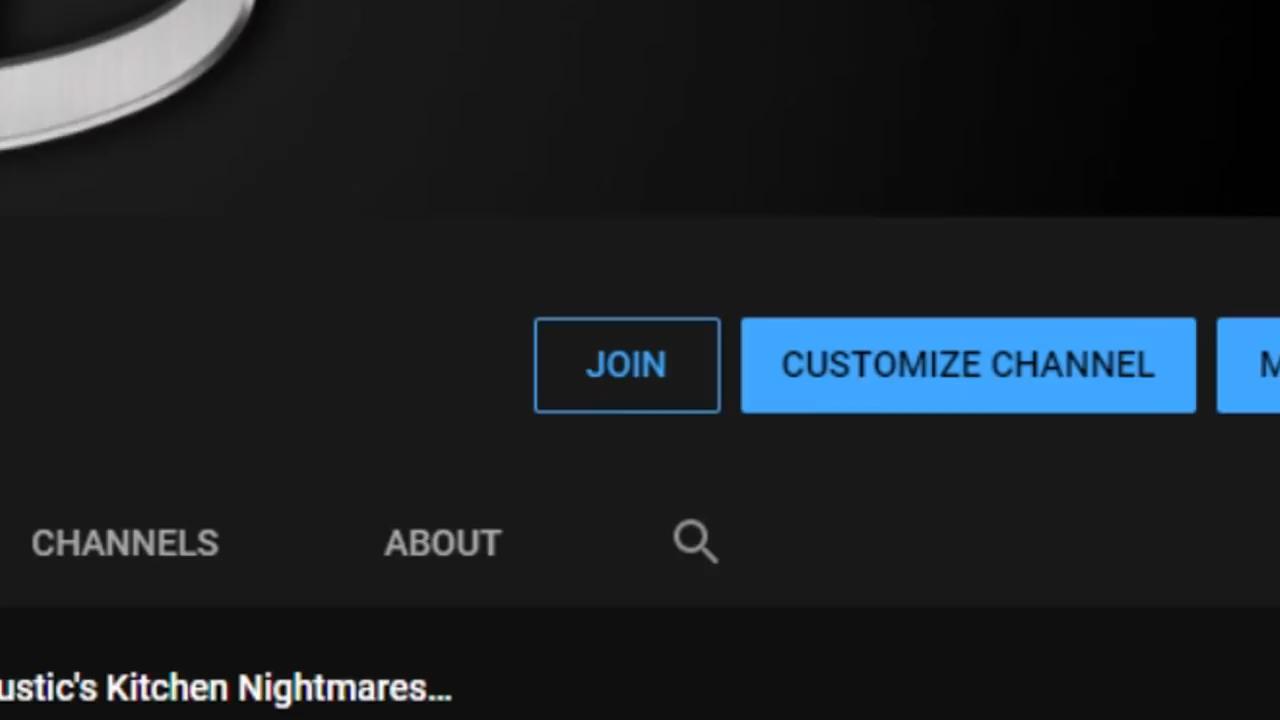 JOIN
CUSTOMIZE CHANNEL
M
CHANNELS
ABOUT
ustic's Kitchen Nightmares...